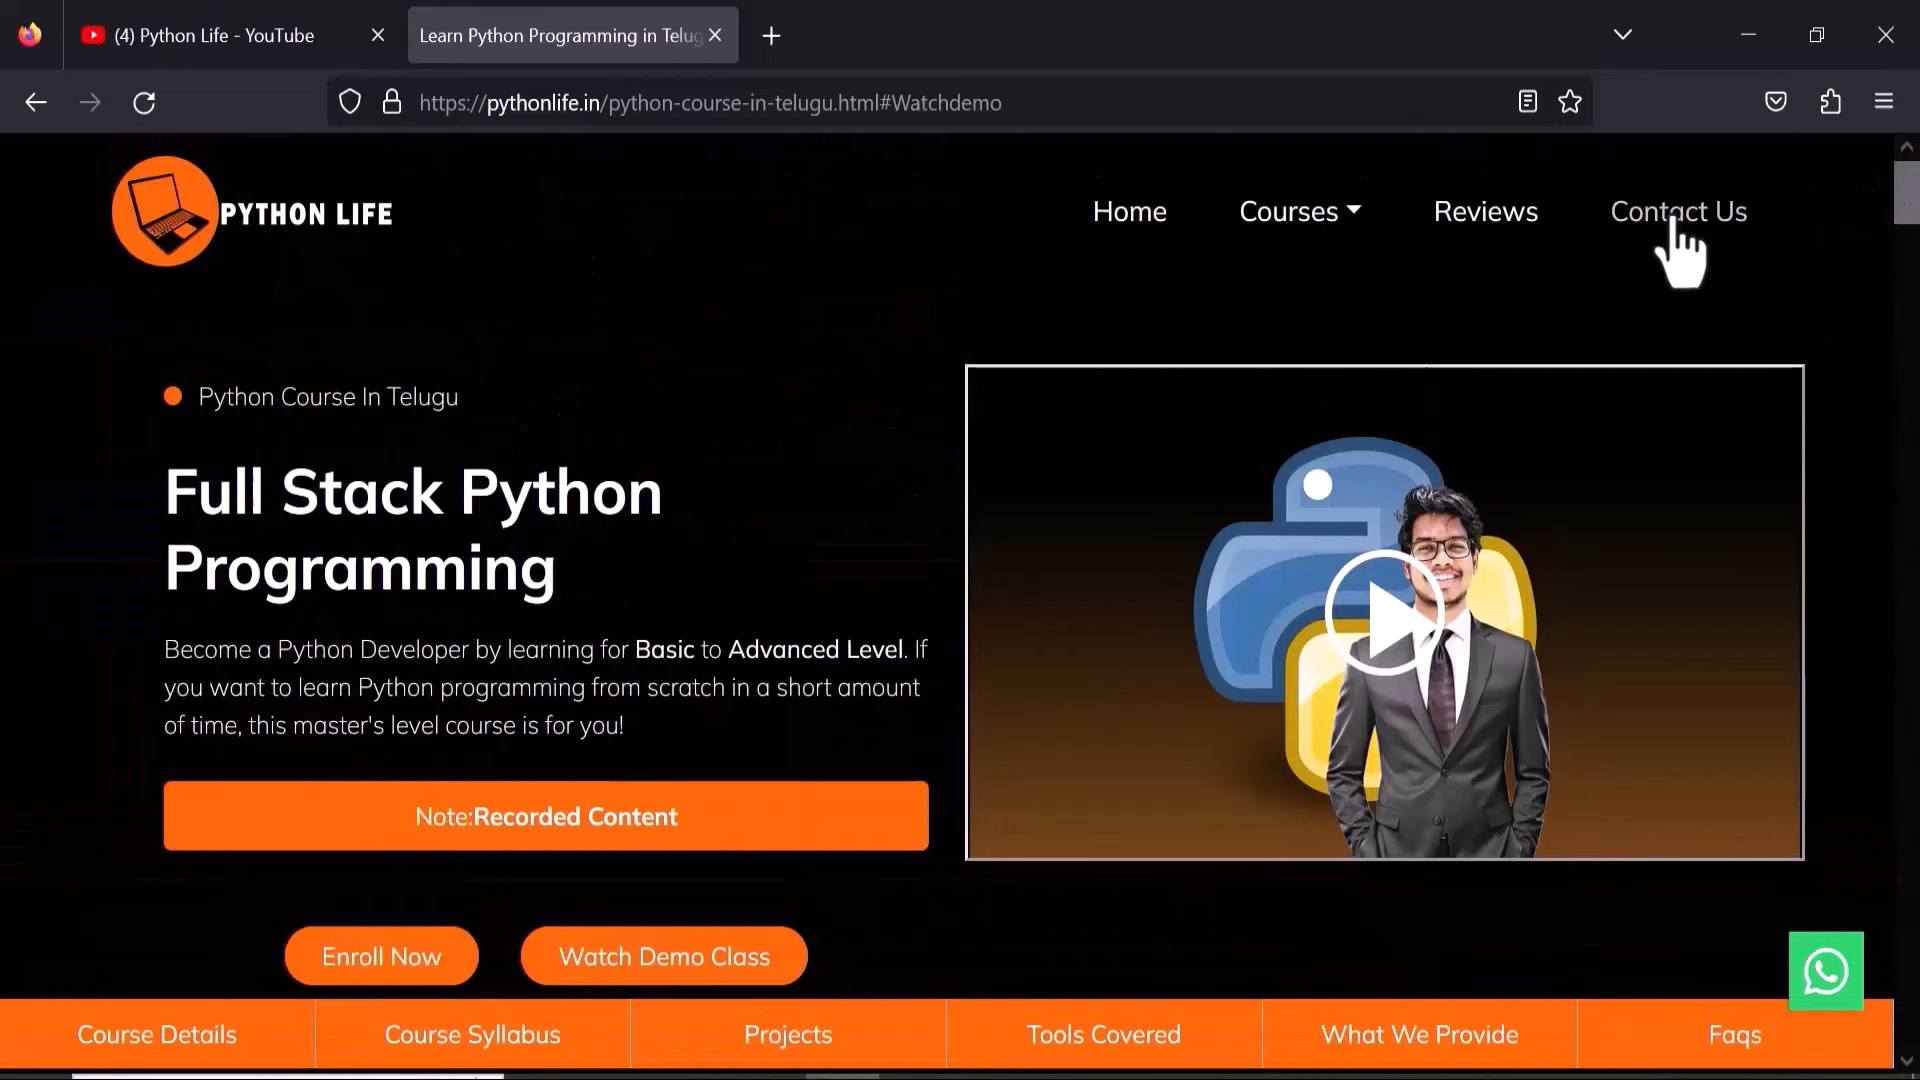 (4) Python Life - YouTube
Learn Python Programming in Telug
https://pythonlife.in/python-course-in-telugu.html#Watchdemo
PYTHON LIFE
Home
Courses
Reviews
Contact Us
Python Course In Telugu
Full Stack Python
Programming
Become a Python Developer by learning for Basic to Advanced Level. If
you want to learn Python programming from scratch in a short amount
of time, this master's level course is for you!
Note:Recorded Content
Enroll Now
Watch Demo Class
Course Details
Course Syllabus
Projects
Tools Covered
What We Provide
Faqs